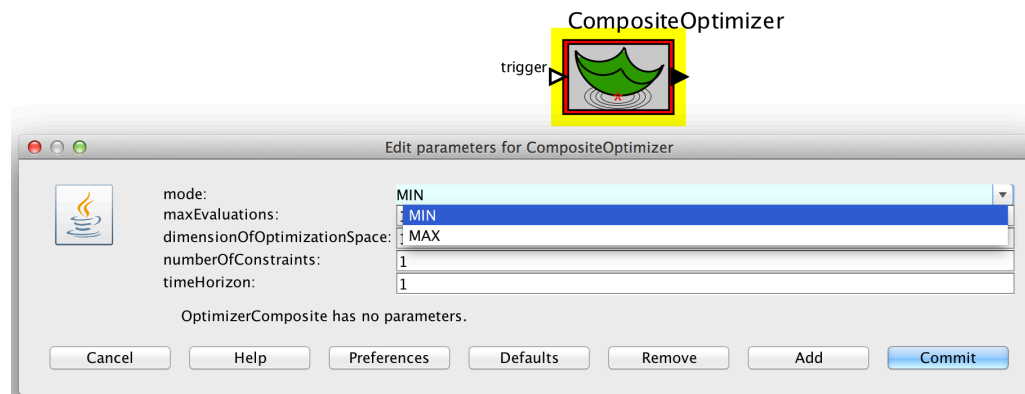 CompositeOptimizer
trigger
Edit parameters for CompositeOptimizer
mode: MIN
maxEvaluations:
MIN
dimensionOfOptimizationSpace:
MAX
numberOfConstraints: 1
timeHorizon: 1
OptimizerComposite has no parameters.
Cancel Help Preferences Defaults Remove Add Commit